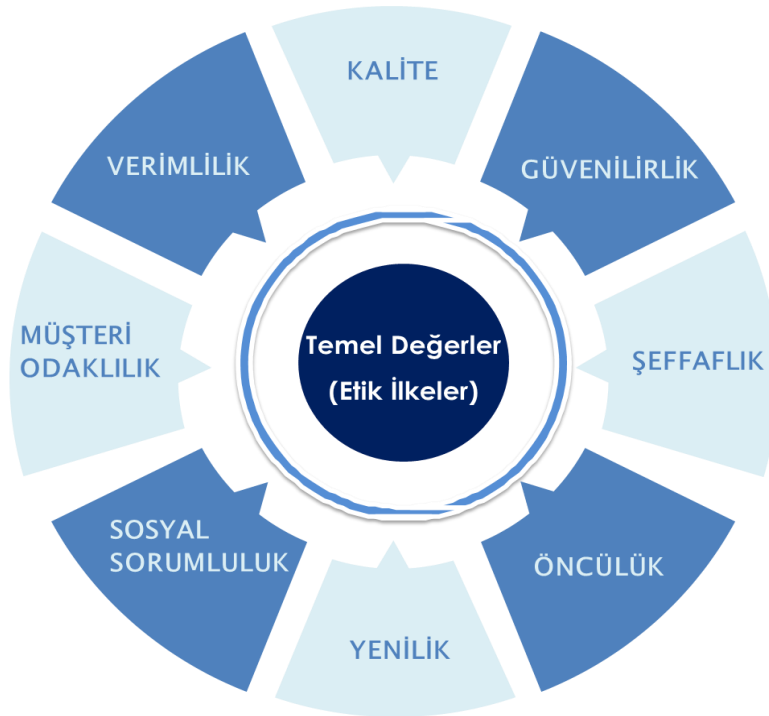 KALİTE
GÜVENİLİRLİK
ŞEFFAFLIK
ÖNCÜLÜK
YENİLİK
SOSYAL
SORUMLULUK
MÜŞTERİ
ODAKLILIK
VERİMLİLİK
Temel Değerler
(Etik İlkeler)